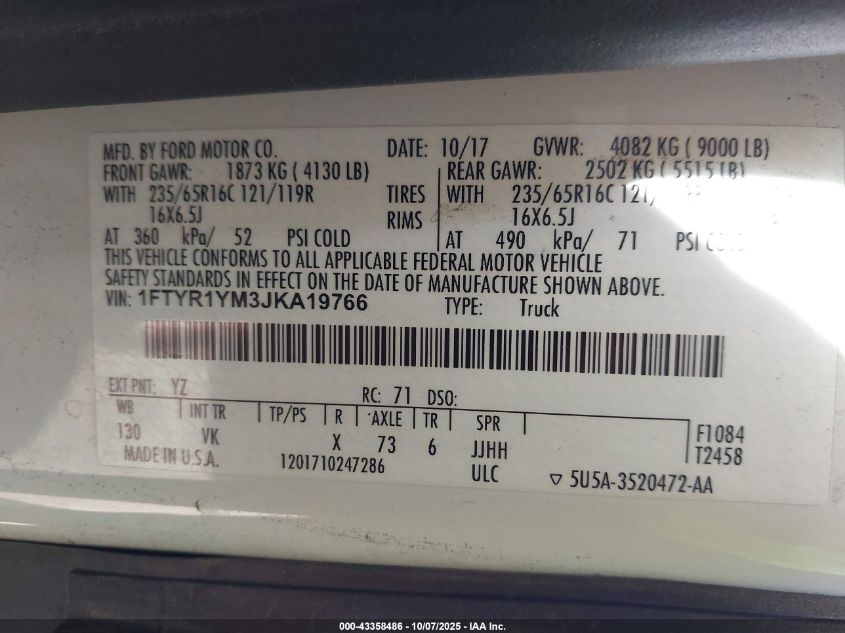 MFD. BY FORD MOTOR CO. DATE: 10/17 GVWR: 4082 KG ( 9000 LB)
FRONT GAWR: 1873 KG ( 4130 LB) REAR GAWR: 2502 KG ( 5515 LB)
WITH 235/65R16C 121/119R TIRES WITH 235/65R16C 121/
16X6.5J RIMS 16X6.5J
AT 360 kPa/ 52 PSI COLD AT 490 kPa/ 71 PSI COLD
THIS VEHICLE CONFORMS TO ALL APPLICABLE FEDERAL MOTOR VEHICLE
SAFETY STANDARDS IN EFFECT ON THE DATE OF MANUFACTURE SHOWN ABOVE.
VIN: 1FTYR1YM3JKA19766 TYPE: Truck
EXT PNT: YZ RC: 71 DSO:
WB INT TR TP/PS R AXLE TR SPR F1084
130 VK X 73 6 JJHH T2458
MADE IN U.S.A. 1201710247286 ULC ▽ 5U5A-3520472-AA
000-43358486 - 10/07/2025 - IAA Inc.